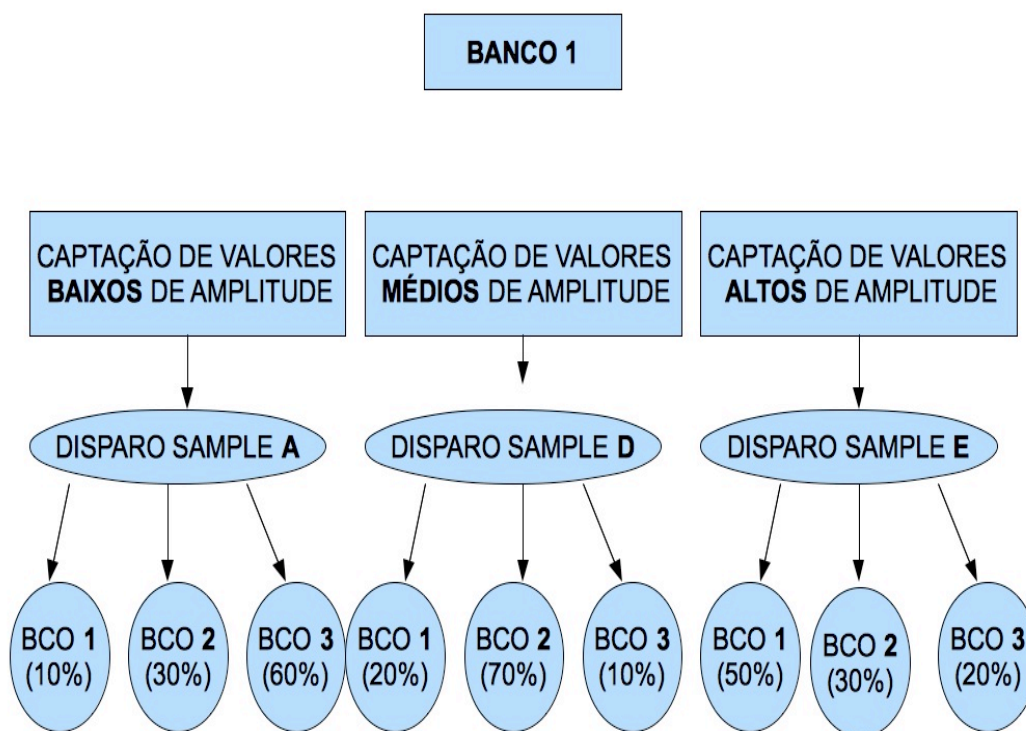 BANCO 1
CAPTAÇÃO DE VALORES
BAIXOS DE AMPLITUDE
CAPTAÇÃO DE VALORES
MÉDIOS DE AMPLITUDE
CAPTAÇÃO DE VALORES
ALTOS DE AMPLITUDE
DISPARO SAMPLE A
DISPARO SAMPLE D
DISPARO SAMPLE E
BCO 1
(10%)
BCO 2
(30%)
BCO 3
(60%)
BCO 1
(20%)
BCO 2
(70%)
BCO 3
(10%)
BCO 1
(50%)
BCO 2
(30%)
BCO 3
(20%)